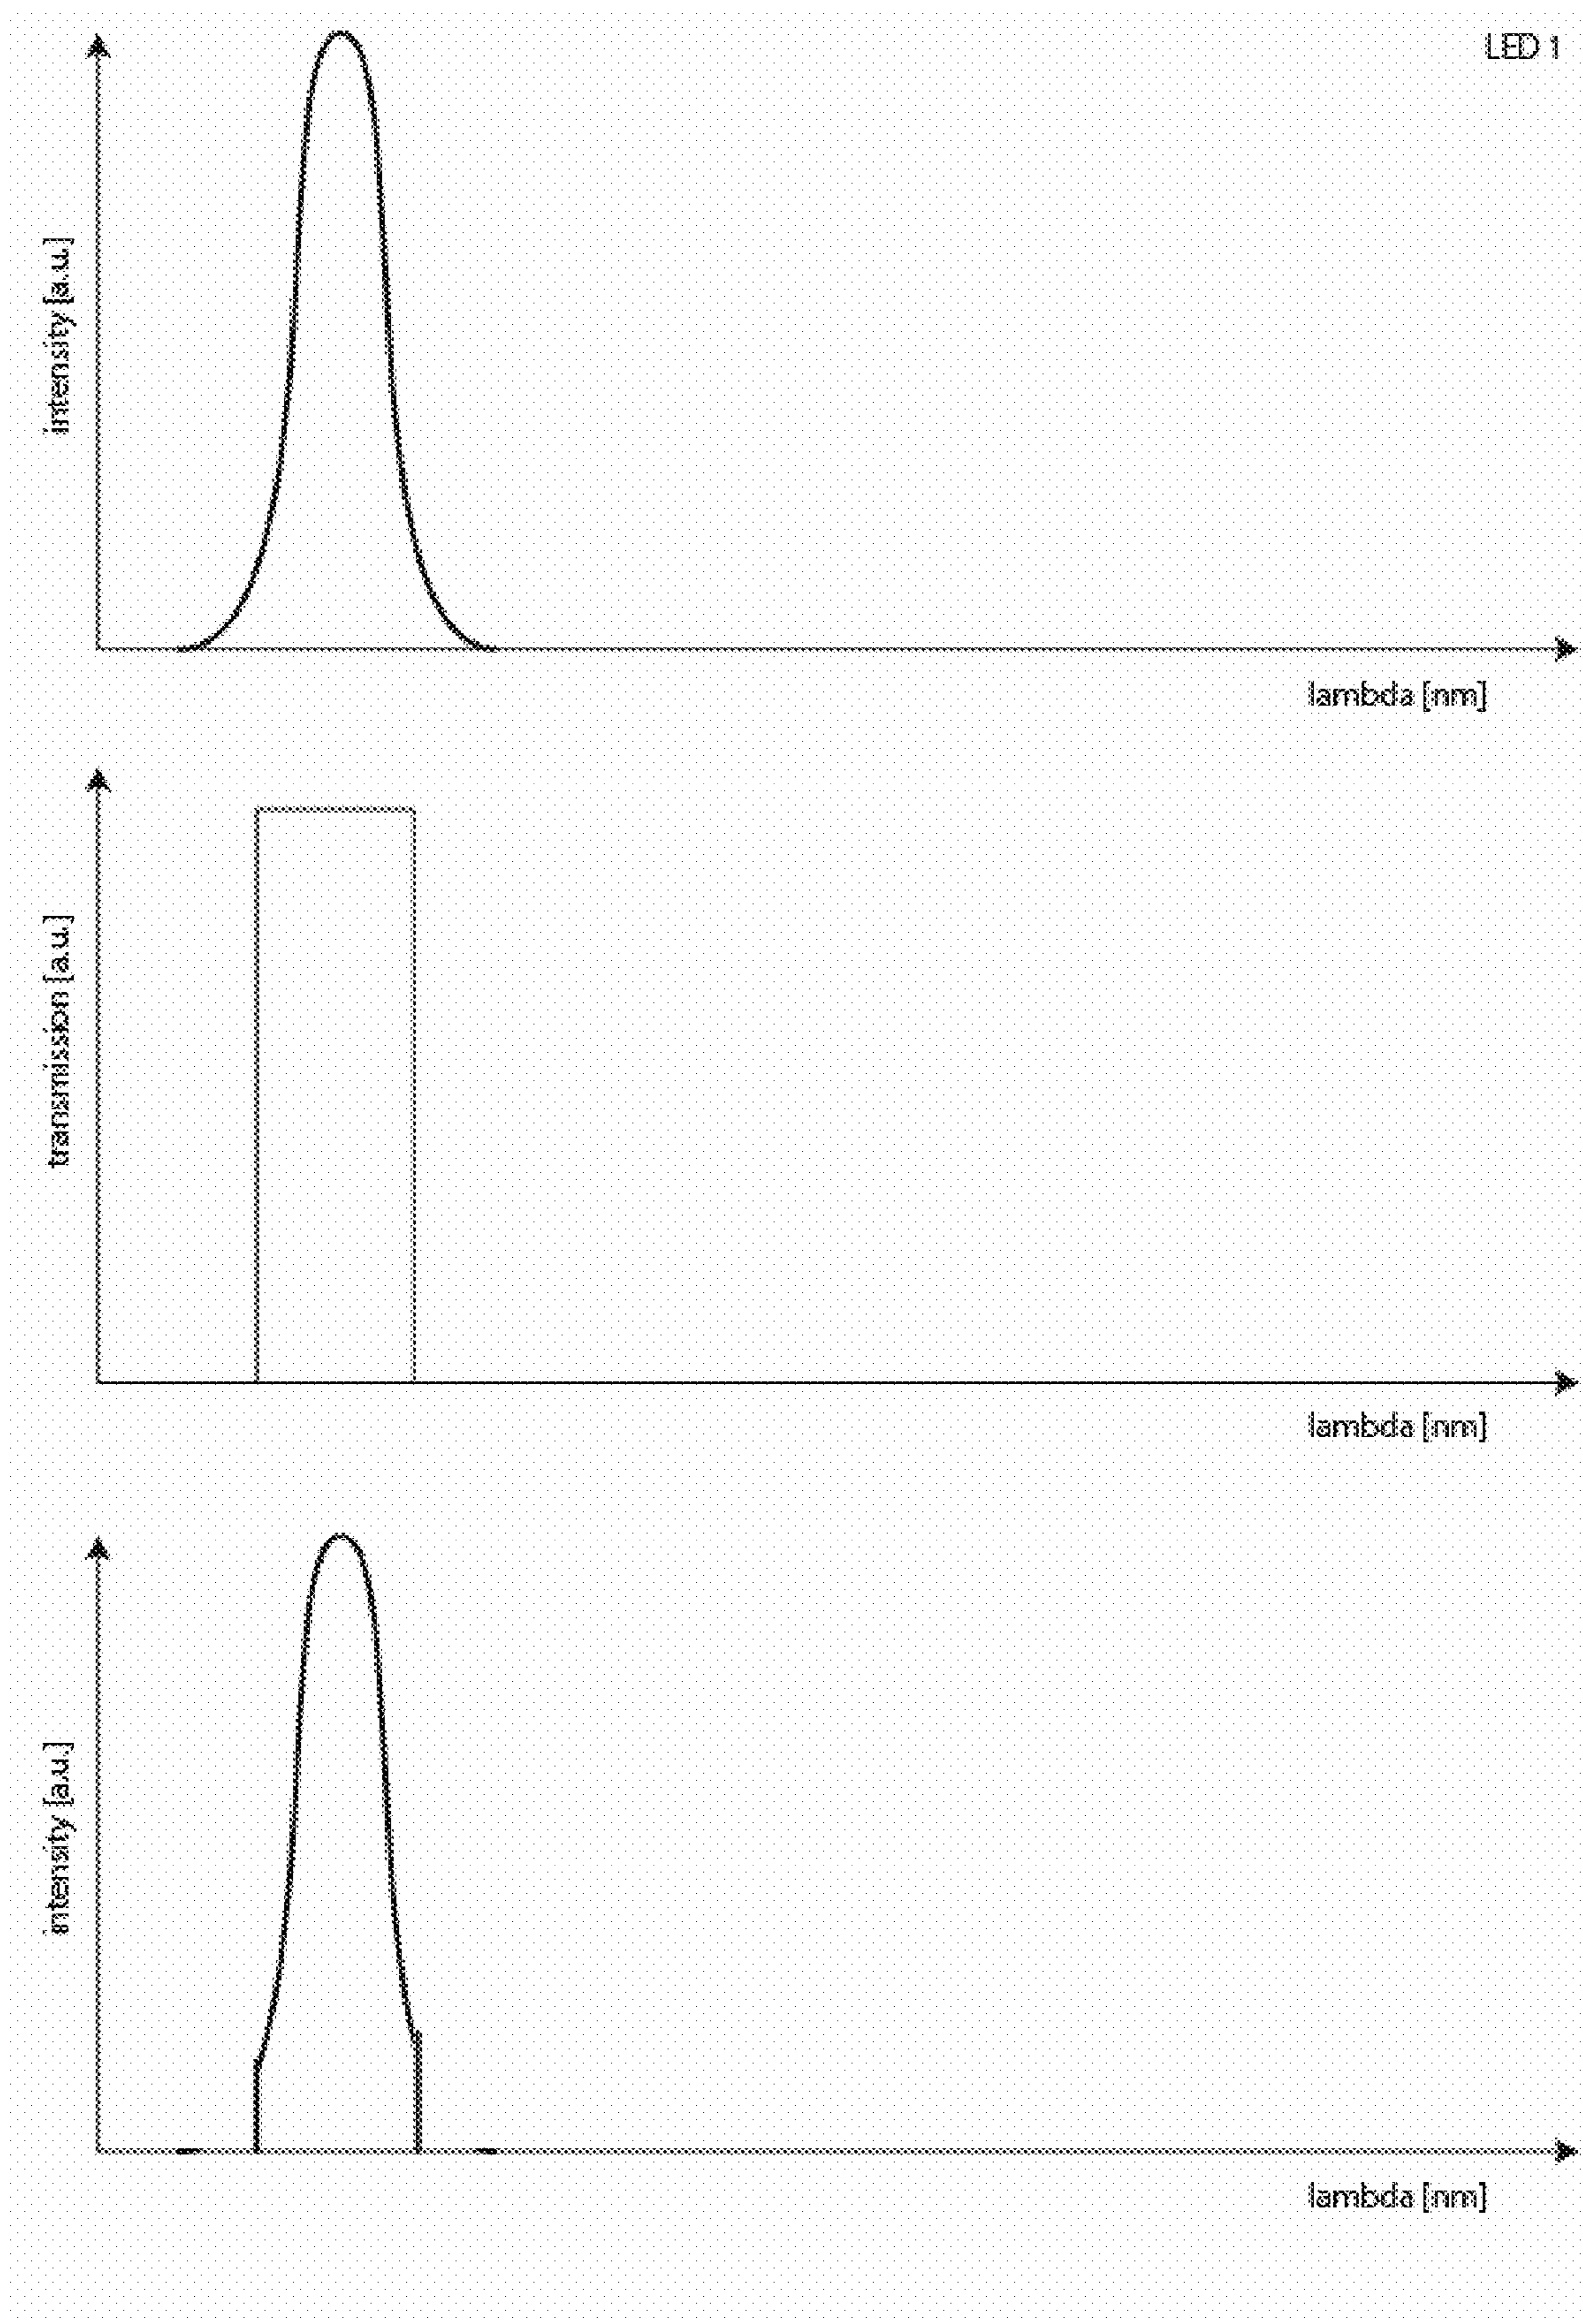 LED 1
intensity [a.u.]
lambda [nm]
transmission [a.u.]
lambda [nm]
intensity [a.u.]
lambda [nm]